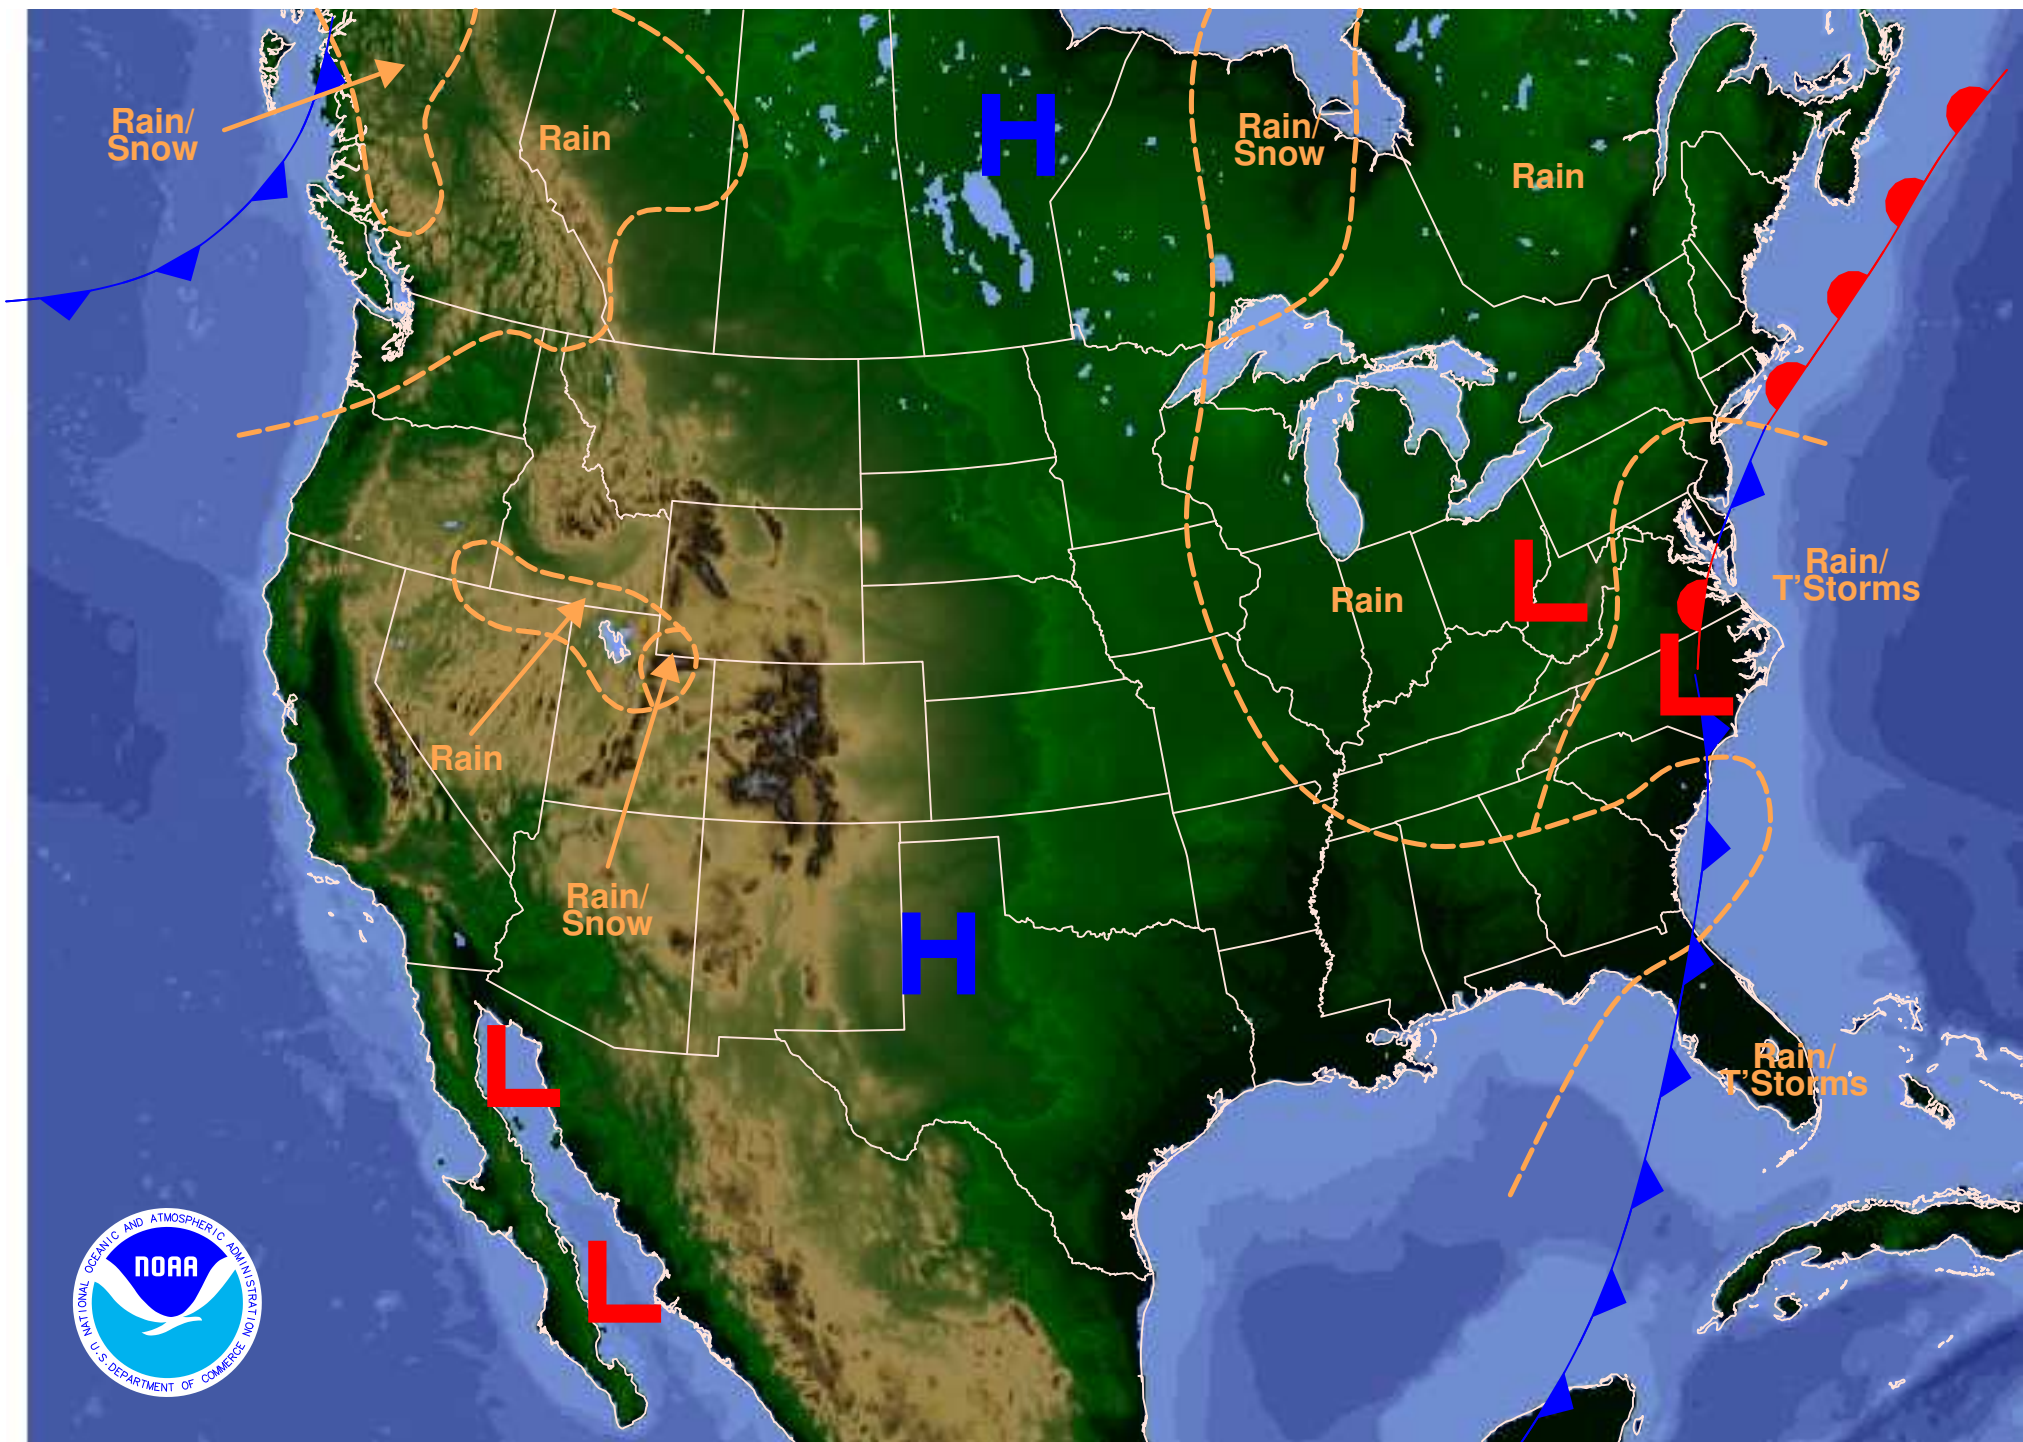 H
Rain/
Snow
Rain
Rain/
Snow
Rain
L
Rain
Rain/
T'Storms
L
Rain
Rain/
Snow
H
L
Rain/
T'Storms
L
NATIONAL OCEANIC AND ATMOSPHERIC ADMINISTRATION
NOAA
U.S. DEPARTMENT OF COMMERCE